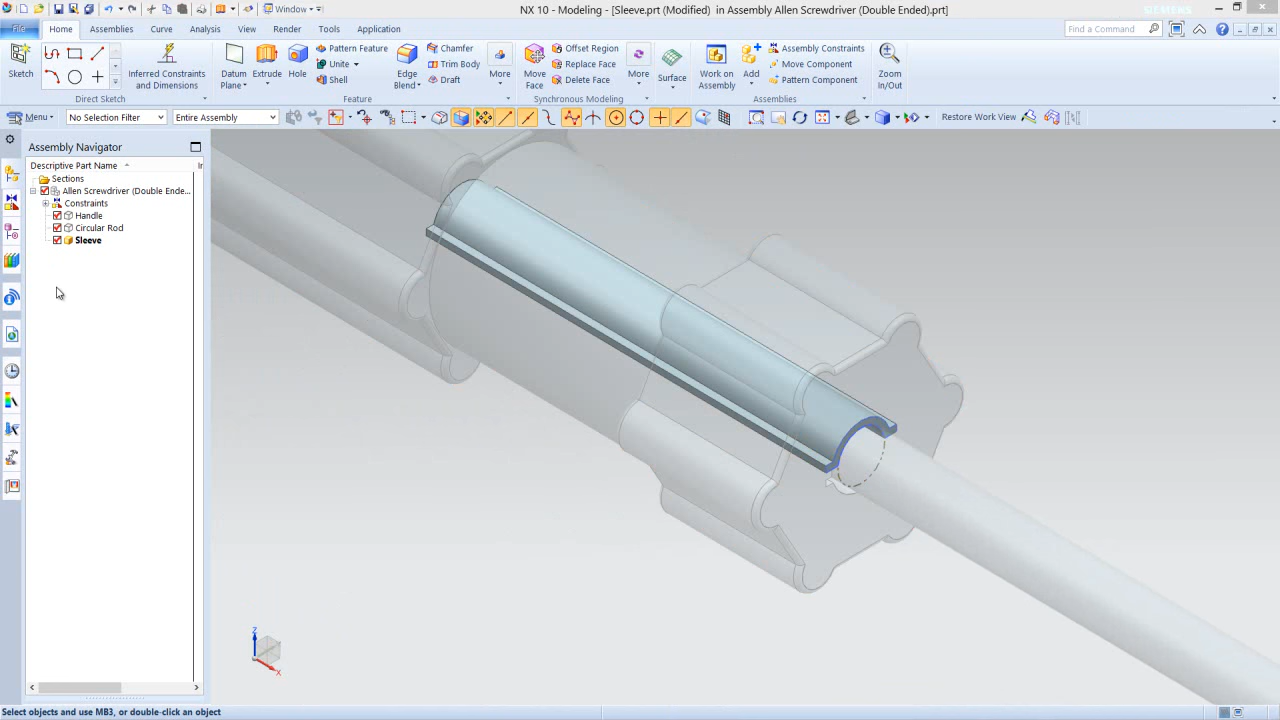 Window
NX 10 - Modeling - [Sleeve.prt (Modified) in Assembly Allen Screwdriver (Double Ended).prt]
SIEMENS
File Home Assemblies Curve Analysis View Render Tools Application
Find a Command
Sketch
Inferred Constraints and Dimensions
Direct Sketch
Datum Plane
Extrude
Hole
Pattern Feature
Unite
Shell
Edge Blend
Chamfer
Trim Body
Draft
More
Feature
Move Face
Offset Region
Replace Face
Delete Face
More
Synchronous Modeling
Surface
Work on Assembly
Add
Assembly Constraints
Move Component
Pattern Component
Assemblies
Zoom In/Out
Menu
No Selection Filter
Entire Assembly
Restore Work View
Assembly Navigator
Descriptive Part Name
Sections
Allen Screwdriver (Double Ende...
Constraints
Handle
Circular Rod
Sleeve
Z
X
Select objects and use MB3, or double-click an object